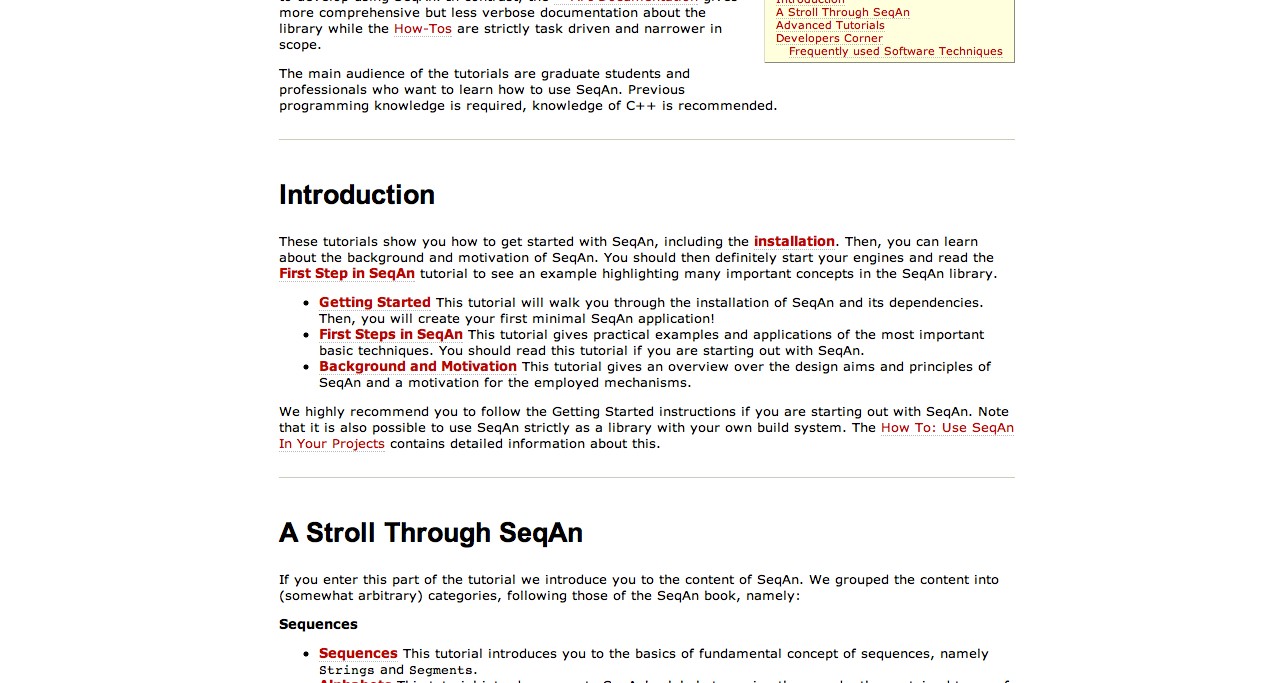 more comprehensive but less verbose documentation about the
library while the How-Tos are strictly task driven and narrower in
scope.
Introduction
A Stroll Through SeqAn
Advanced Tutorials
Developers Corner
Frequently used Software Techniques
The main audience of the tutorials are graduate students and
professionals who want to learn how to use SeqAn. Previous
programming knowledge is required, knowledge of C++ is recommended.
Introduction
These tutorials show you how to get started with SeqAn, including the installation. Then, you can learn
about the background and motivation of SeqAn. You should then definitely start your engines and read the
First Step in SeqAn tutorial to see an example highlighting many important concepts in the SeqAn library.
• Getting Started This tutorial will walk you through the installation of SeqAn and its dependencies.
Then, you will create your first minimal SeqAn application!
• First Steps in SeqAn This tutorial gives practical examples and applications of the most important
basic techniques. You should read this tutorial if you are starting out with SeqAn.
• Background and Motivation This tutorial gives an overview over the design aims and principles of
SeqAn and a motivation for the employed mechanisms.
We highly recommend you to follow the Getting Started instructions if you are starting out with SeqAn. Note
that it is also possible to use SeqAn strictly as a library with your own build system. The How To: Use SeqAn
In Your Projects contains detailed information about this.
A Stroll Through SeqAn
If you enter this part of the tutorial we introduce you to the content of SeqAn. We grouped the content into
(somewhat arbitrary) categories, following those of the SeqAn book, namely:
Sequences
• Sequences This tutorial introduces you to the basics of fundamental concept of sequences, namely
Strings and Segments.